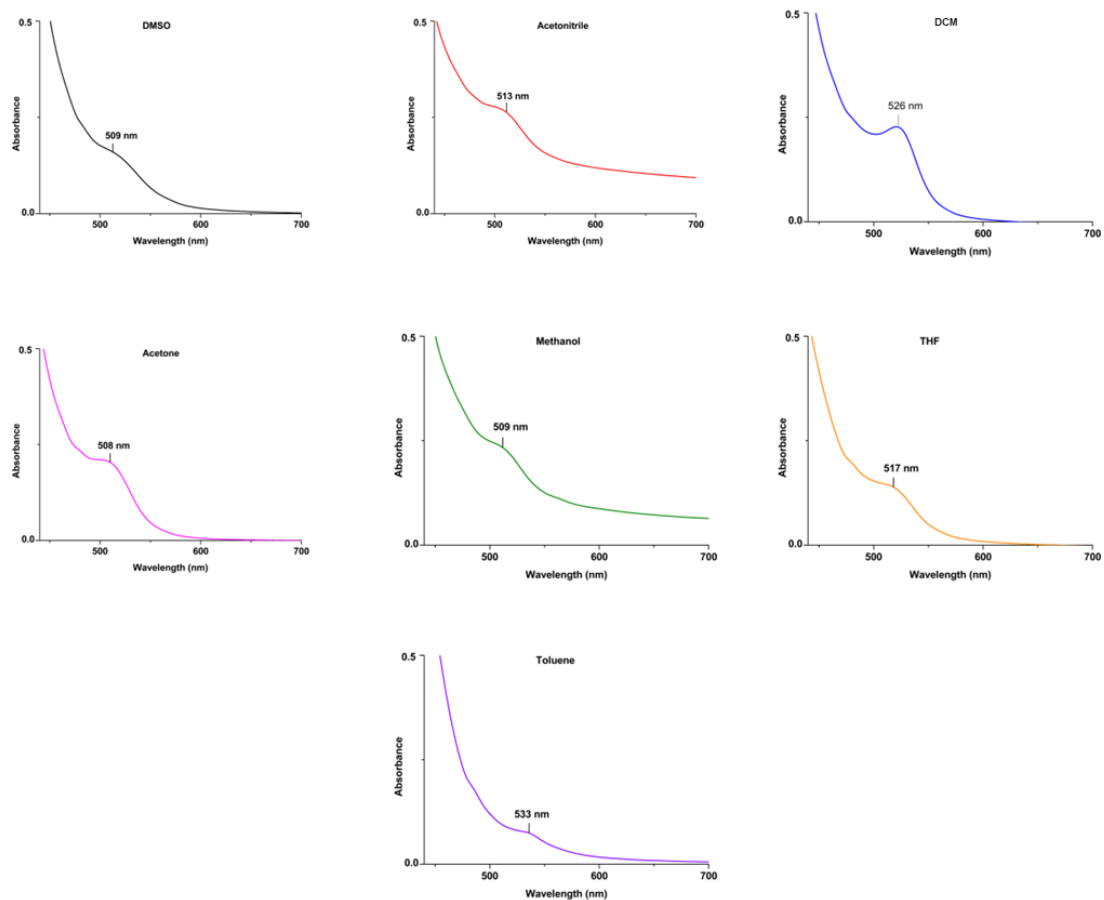 DMSO
0.5
Absorbance
509 nm
0.0
500
600
700
Wavelength (nm)
Acetonitrile
0.5
Absorbance
513 nm
0.0
500
600
700
Wavelength (nm)
DCM
0.5
Absorbance
526 nm
0.0
500
600
700
Wavelength (nm)
Acetone
0.5
Absorbance
508 nm
0.0
500
600
700
Wavelength (nm)
Methanol
0.5
Absorbance
509 nm
0.0
500
600
700
Wavelength (nm)
THF
0.5
Absorbance
517 nm
0.0
500
600
700
Wavelength (nm)
Toluene
0.5
Absorbance
533 nm
0.0
500
600
700
Wavelength (nm)